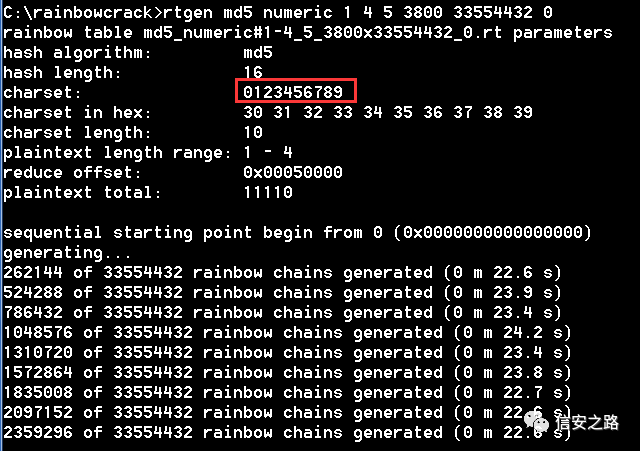 C:\rainbowcrack>rtgen md5 numeric 1 4 5 3800 33554432 0
rainbow table md5_numeric#1-4_5_3800x33554432_0.rt parameters
hash algorithm: md5
hash length: 16
charset: 0123456789
charset in hex: 30 31 32 33 34 35 36 37 38 39
charset length: 10
plaintext length range: 1 - 4
reduce offset: 0x00050000
plaintext total: 11110
sequential starting point begin from 0 (0x0000000000000000)
generating...
262144 of 33554432 rainbow chains generated (0 m 22.6 s)
524288 of 33554432 rainbow chains generated (0 m 23.9 s)
786432 of 33554432 rainbow chains generated (0 m 23.4 s)
1048576 of 33554432 rainbow chains generated (0 m 24.2 s)
1310720 of 33554432 rainbow chains generated (0 m 23.4 s)
1572864 of 33554432 rainbow chains generated (0 m 23.8 s)
1835008 of 33554432 rainbow chains generated (0 m 22.7 s)
2097152 of 33554432 rainbow chains generated (0 m s)
2359296 of 33554432 rainbow chains generated (0 m s)
信安之路